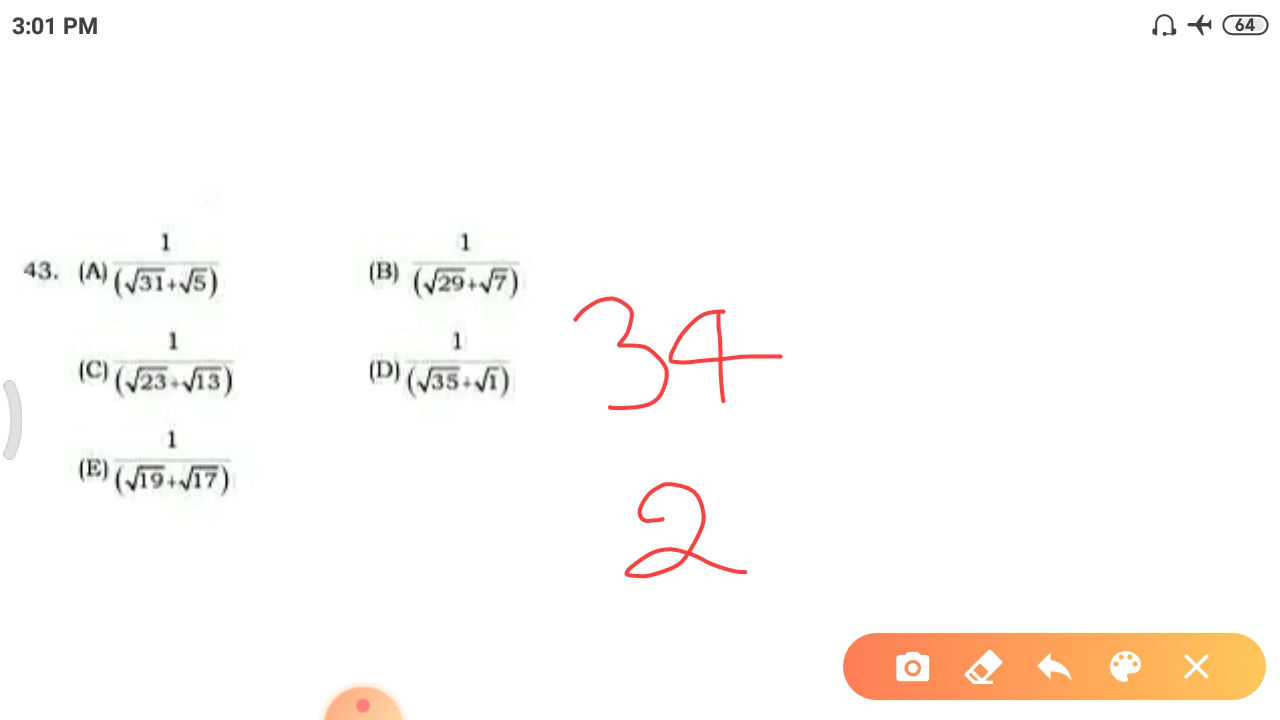 3:01 PM 64
43. (A) 1/(√31+√5) (B) 1/(√29+√7)
(C) 1/(√23+√13) (D) 1/(√35+√1)
34
(E) 1/(√19+√17)
2